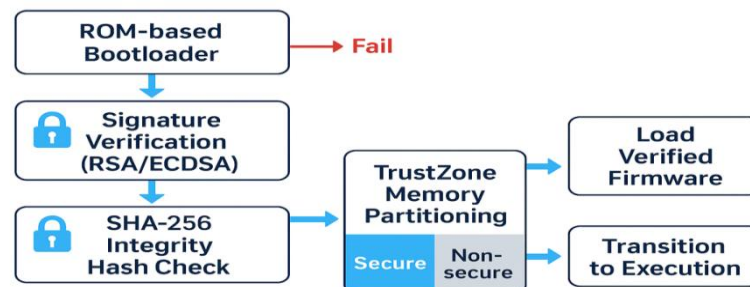 ROM-based
Bootloader
Fail
Signature
Verification
(RSA/ECDSA)
SHA-256
Integrity
Hash Check
TrustZone
Memory
Partitioning
Secure
Non-
secure
Load
Verified
Firmware
Transition
to Execution